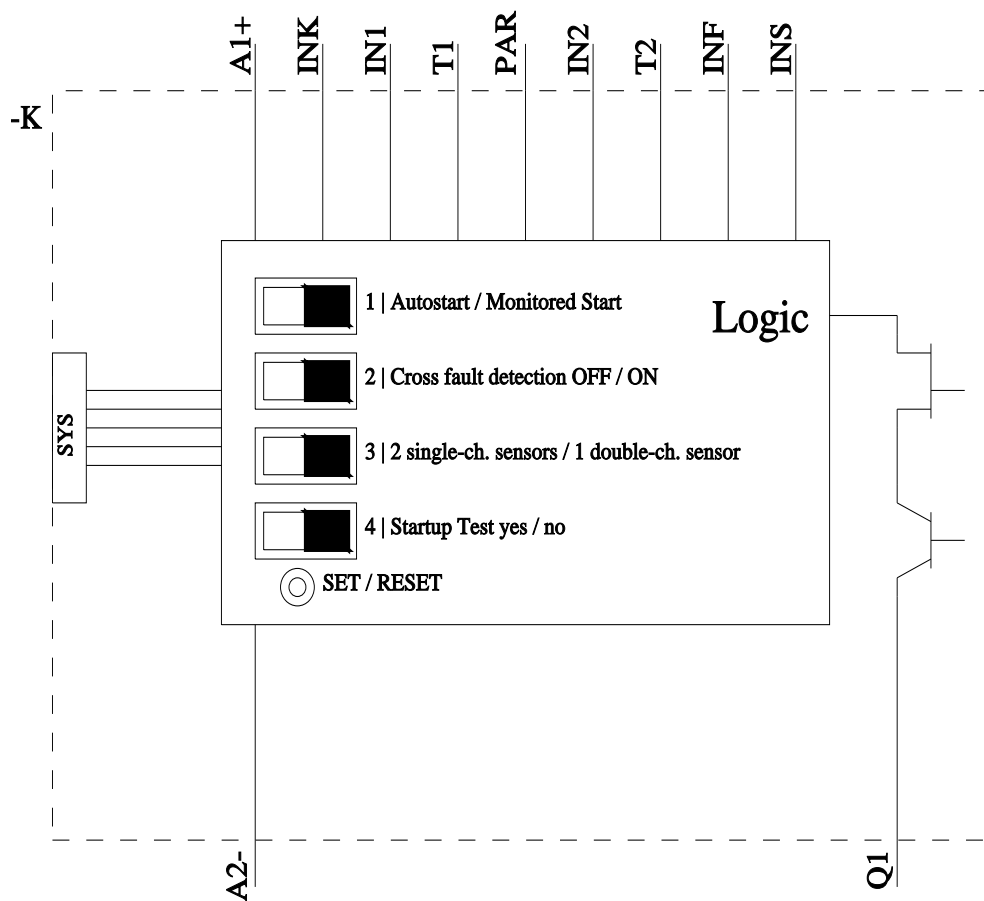 A1+
INK
IN1
T1
PAR
IN2
T2
INF
INS
-K
1 | Autostart / Monitored Start
Logic
2 | Cross fault detection OFF / ON
SYS
3 | 2 single-ch. sensors / 1 double-ch. sensor
4 | Startup Test yes / no
SET / RESET
A2-
Q1